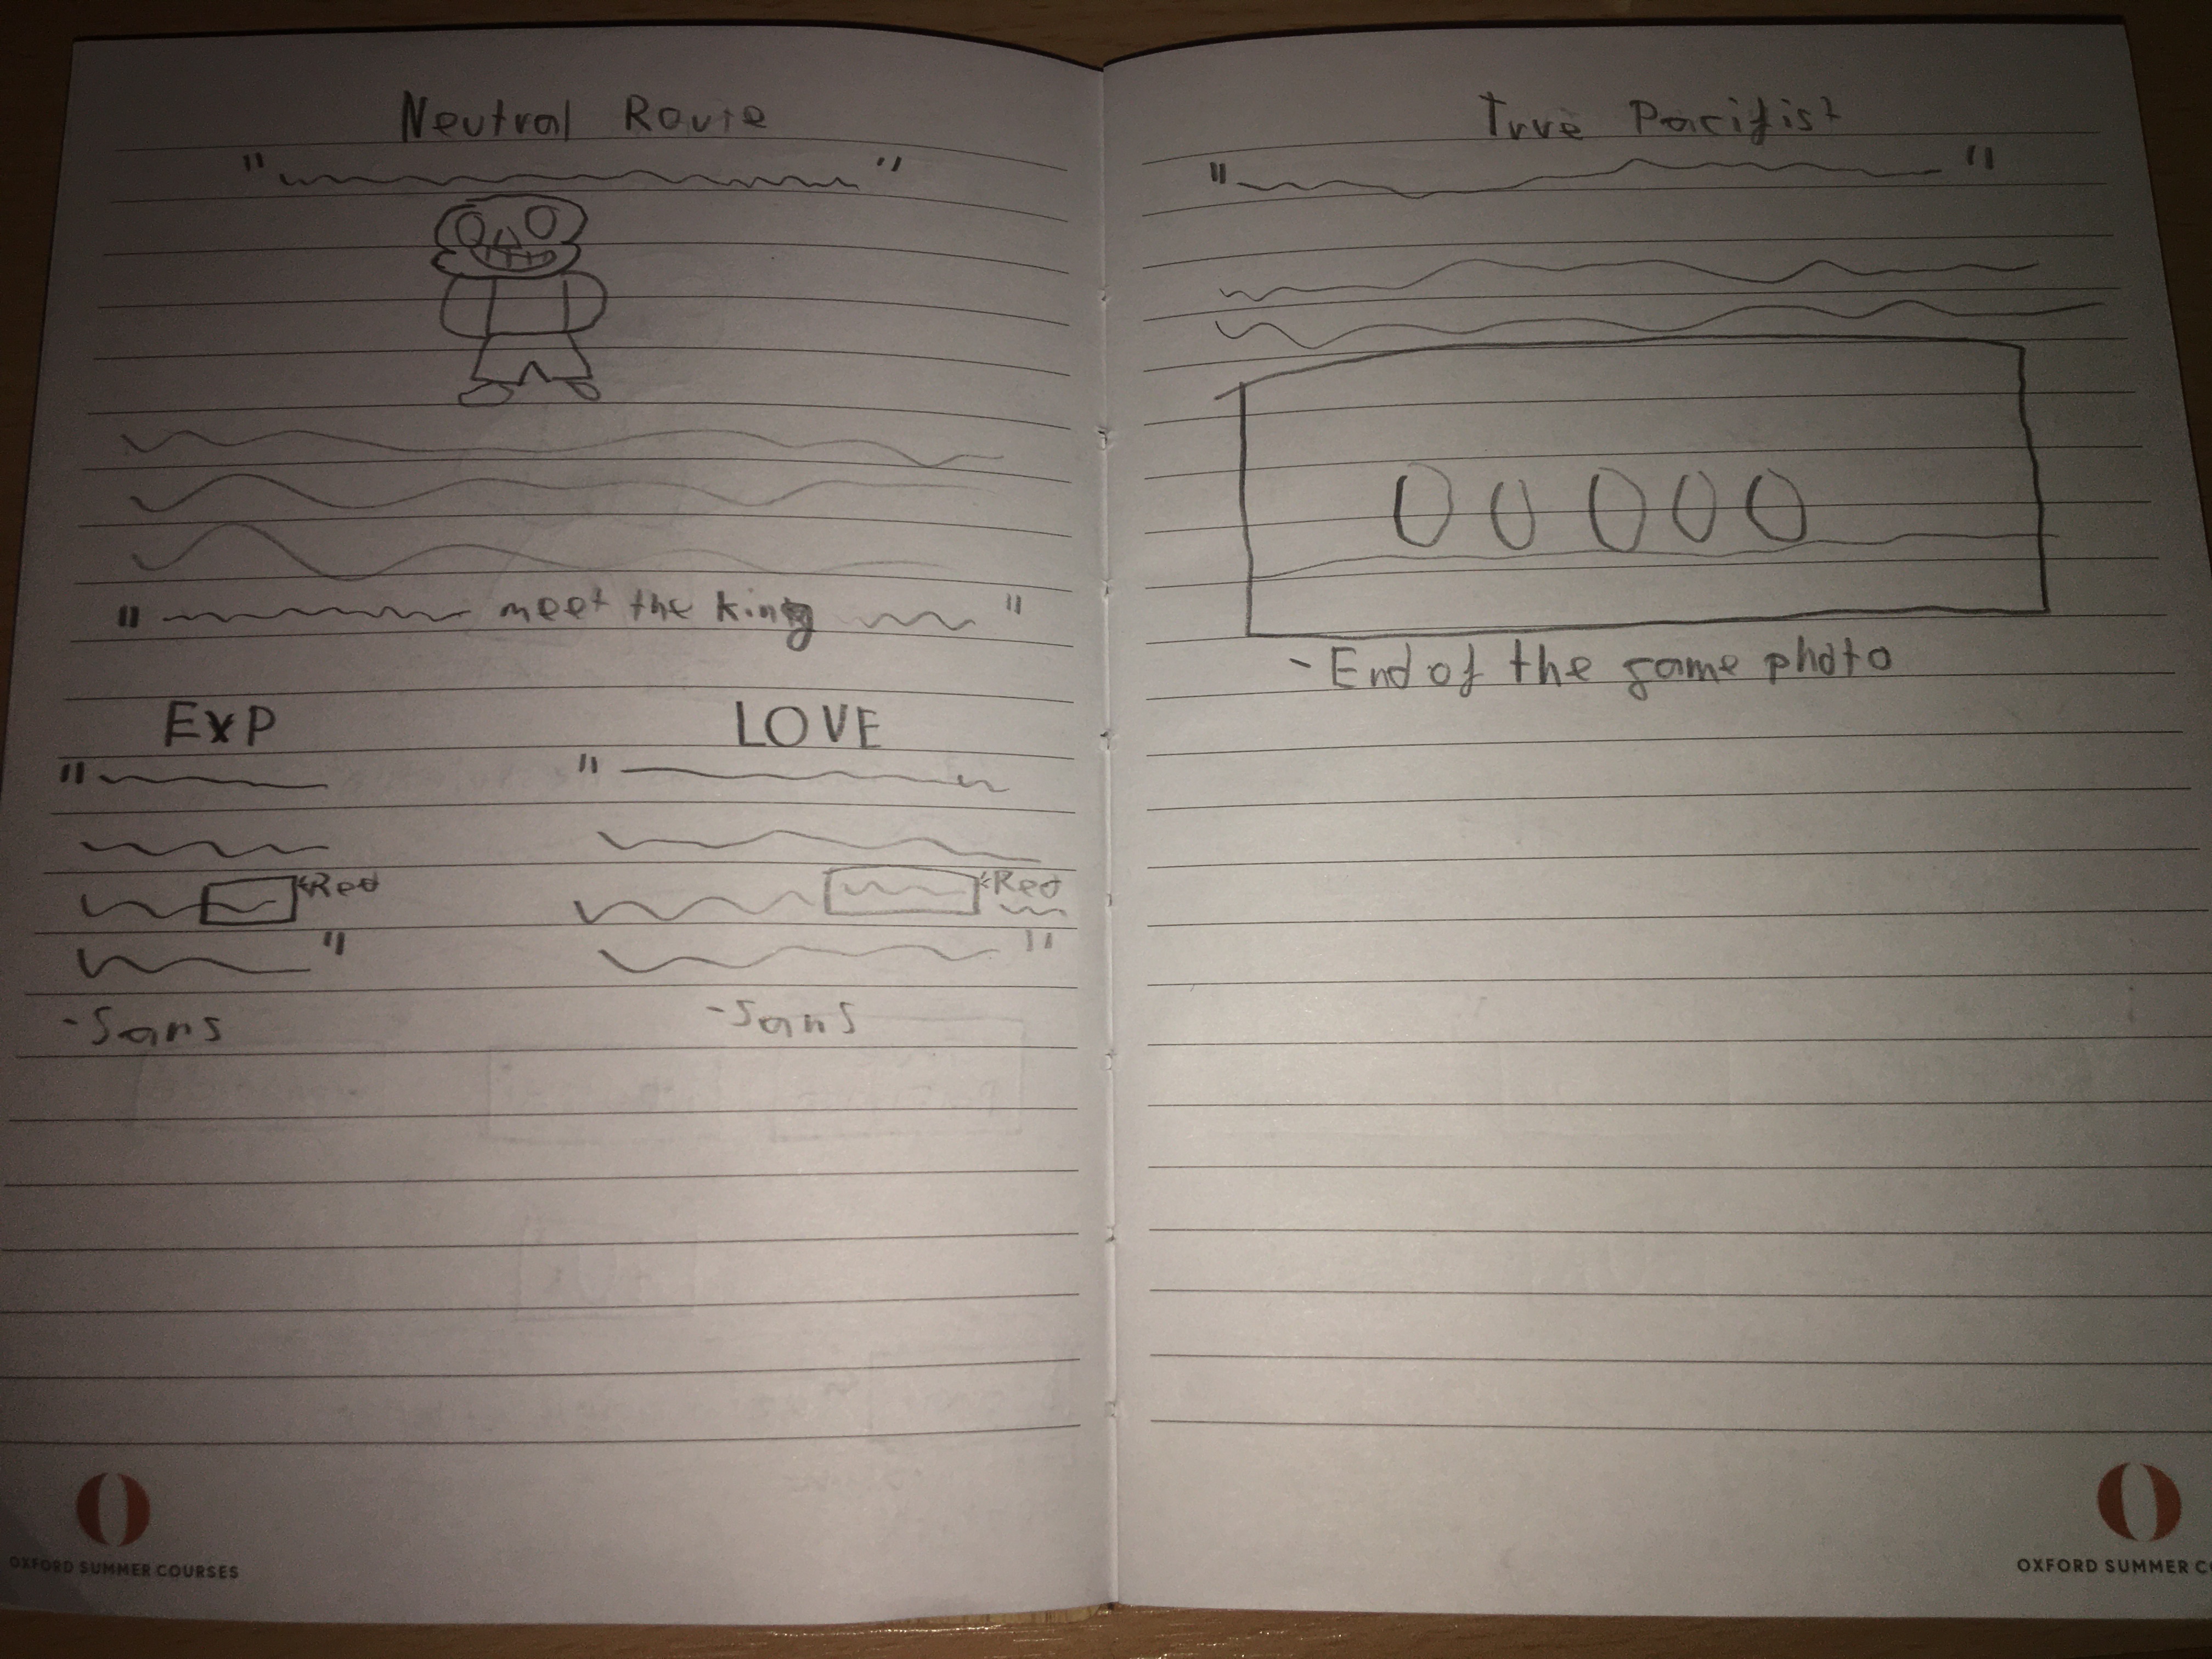 Neutral Route
" "
" meet the king "
EXP
"
Red
"
-Sans
LOVE
"
Red
"
-Sans
OXFORD SUMMER COURSES
True Pacifist
" "
-End of the game photo
OXFORD SUMMER C